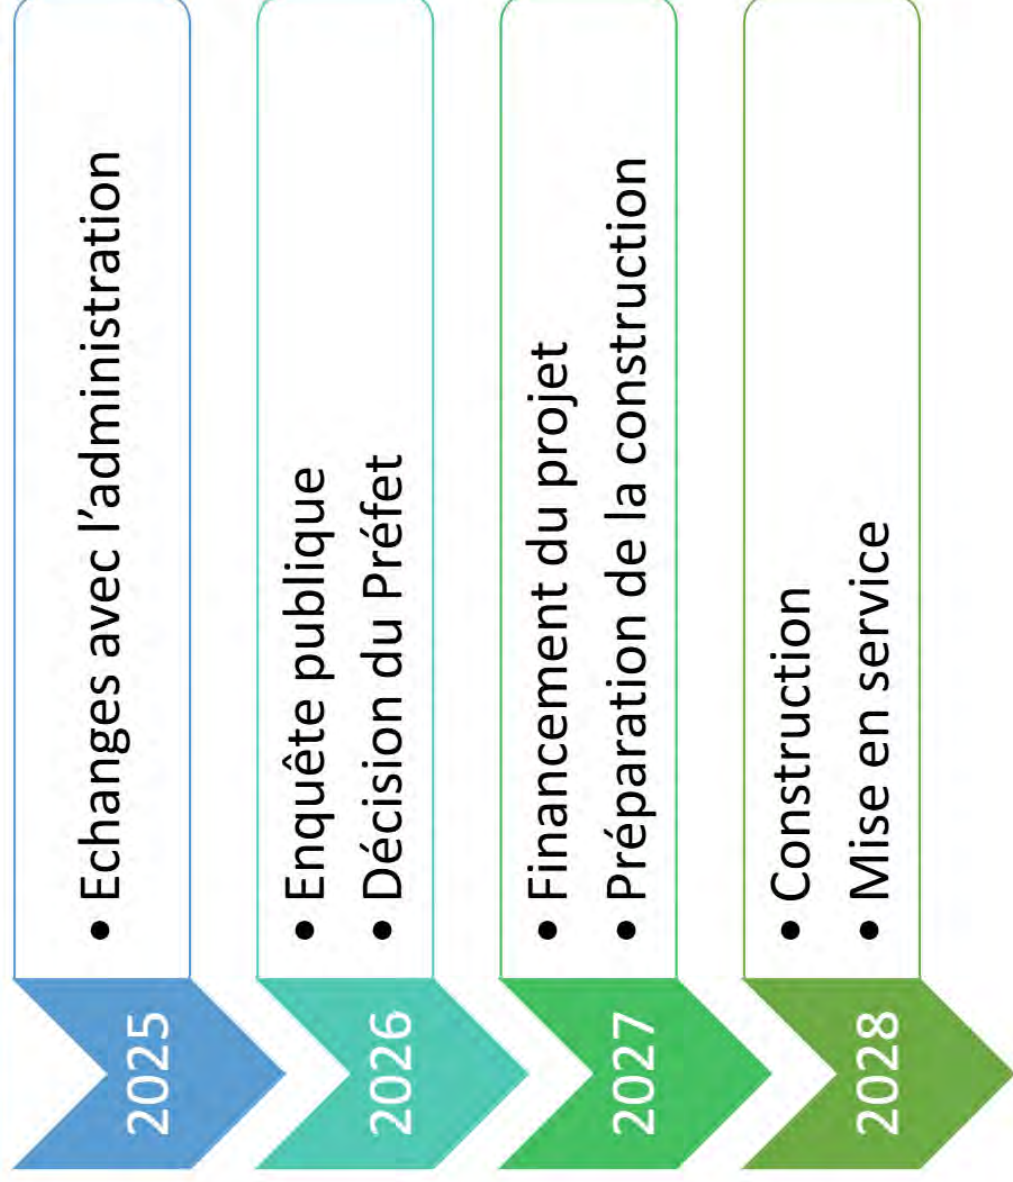 2025
• Echanges avec l’administration
2026
• Enquête publique
• Décision du Préfet
2027
• Financement du projet
• Préparation de la construction
2028
• Construction
• Mise en service